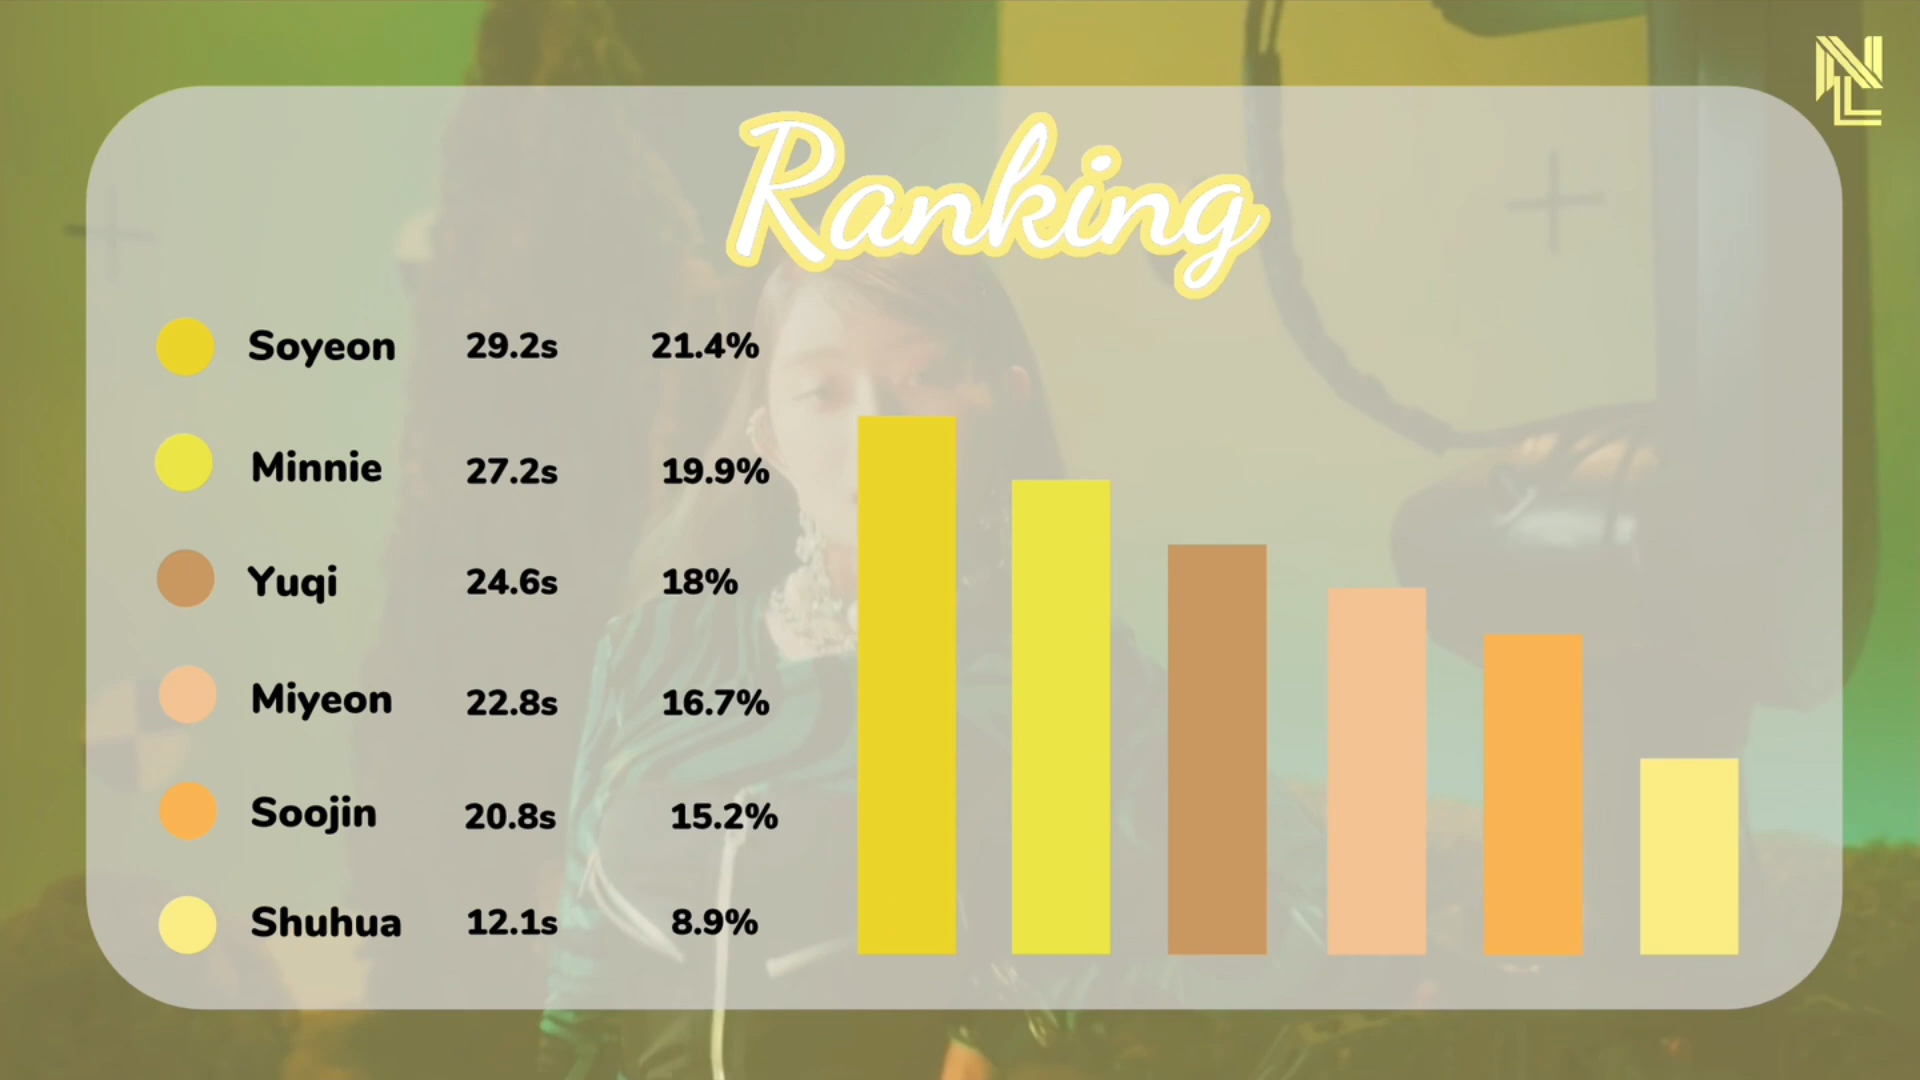 NL
Ranking
Soyeon 29.2s 21.4%
Minnie 27.2s 19.9%
Yuqi 24.6s 18%
Miyeon 22.8s 16.7%
Soojin 20.8s 15.2%
Shuhua 12.1s 8.9%